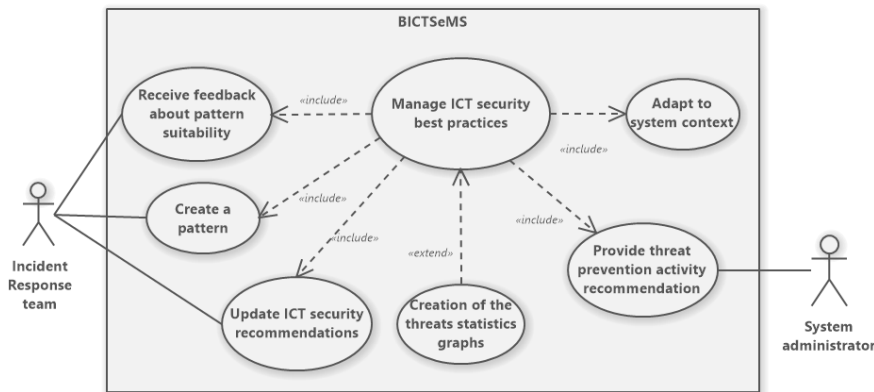 BICTSeMS
Receive feedback
about pattern
suitability
«include»
Manage ICT security
best practices
Adapt to
system context
«include»
Create a
pattern
«include»
«include»
«include»
«extend»
Incident
Response
team
Update ICT security
recommendations
Creation of the
threats statistics
graphs
Provide threat
prevention activity
recommendation
System
administrator